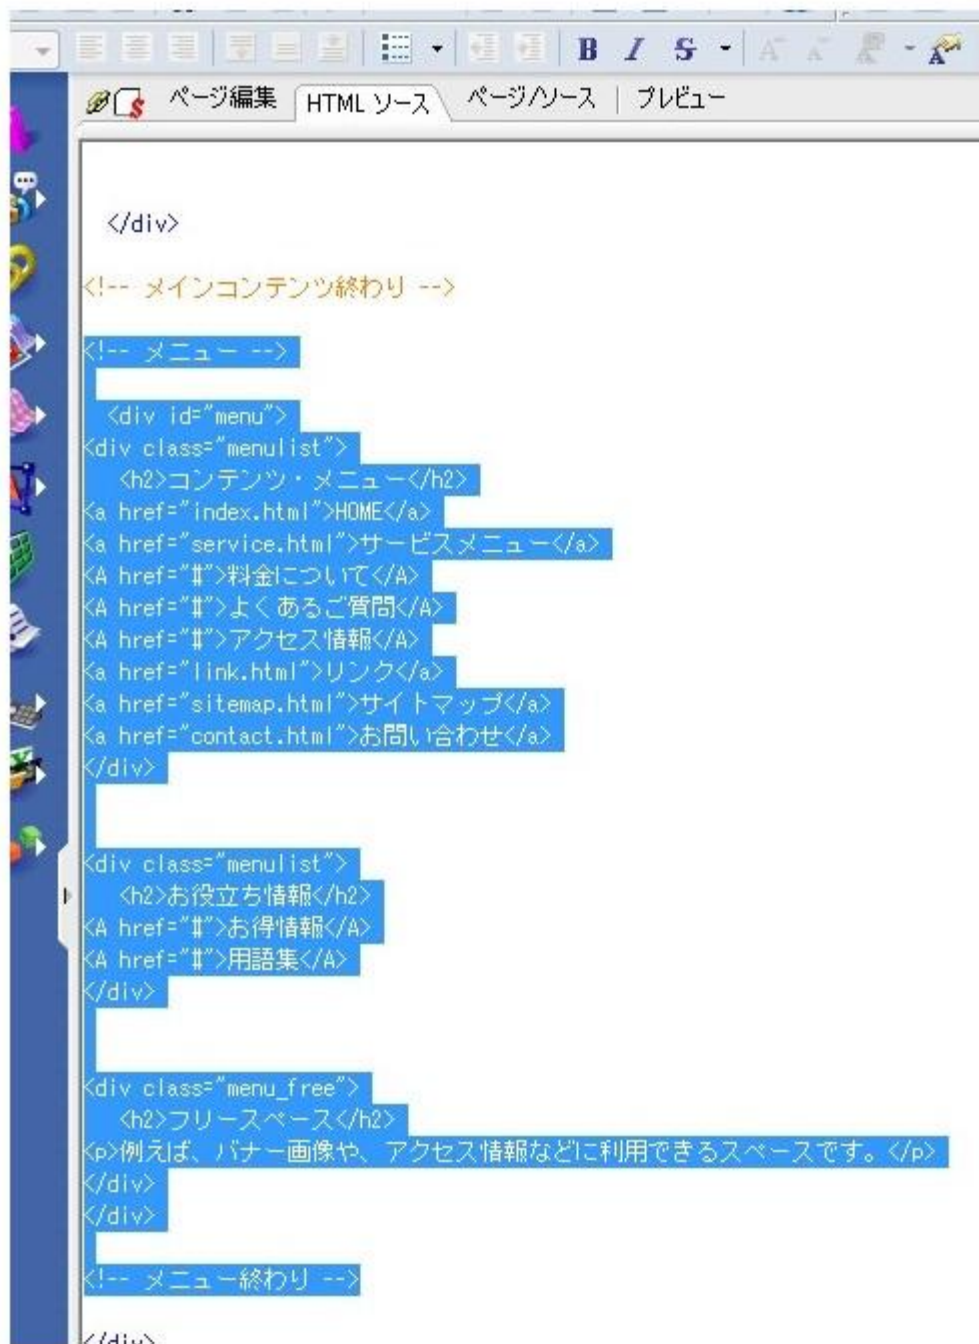 B I S
ページ編集 HTML ソース ページ/ソース | プレビュー
</div>
<!-- メインコンテンツ終わり -->
<!-- メニュー -->
<div id="menu">
<div class="menulist">
<h2>コンテンツ・メニュー</h2>
<a href="index.html">HOME</a>
<a href="service.html">サービスメニュー</a>
<A href="#">料金について</A>
<A href="#">よくあるご質問</A>
<A href="#">アクセス情報</A>
<a href="link.html">リンク</a>
<a href="sitemap.html">サイトマップ</a>
<a href="contact.html">お問い合わせ</a>
</div>
<div class="menulist">
<h2>お役立ち情報</h2>
<A href="#">お得情報</A>
<A href="#">用語集</A>
</div>
<div class="menu_free">
<h2>フリースペース</h2>
<p>例えば、バナー画像や、アクセス情報などに利用できるスペースです。</p>
</div>
</div>
<!-- メニュー終わり -->
</div>